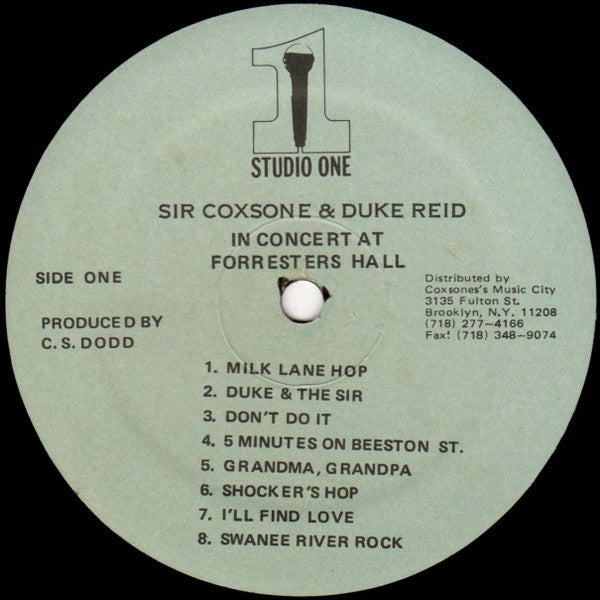 1
STUDIO ONE
SIR COXSONE & DUKE REID
IN CONCERT AT
FORRESTERS HALL
SIDE ONE
PRODUCED BY
C. S. DODD
Distributed by
Coxsones's Music City
3135 Fulton St.
Brooklyn, N.Y. 11208
(718) 277–4166
Fax! (718) 348–9074
1. MILK LANE HOP
2. DUKE & THE SIR
3. DON'T DO IT
4. 5 MINUTES ON BEESTON ST.
5. GRANDMA, GRANDPA
6. SHOCKER'S HOP
7. I'LL FIND LOVE
8. SWANEE RIVER ROCK